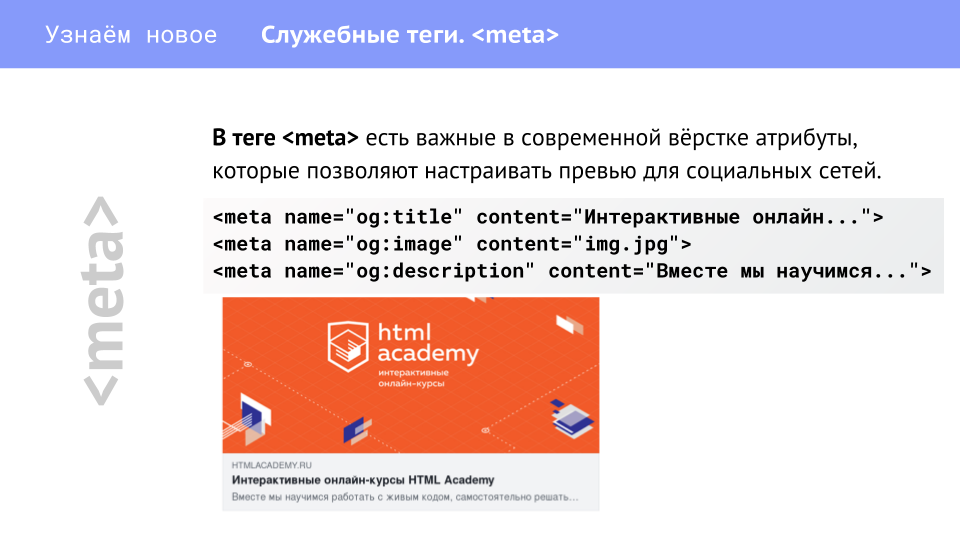 Узнаём новое Служебные теги. <meta>
<meta>
В теге <meta> есть важные в современной вёрстке атрибуты,
которые позволяют настраивать превью для социальных сетей.
<meta name="og:title" content="Интерактивные онлайн...">
<meta name="og:image" content="img.jpg">
<meta name="og:description" content="Вместе мы научимся...">
html
academy
интерактивные
онлайн-курсы
HTMLACADEMY.RU
Интерактивные онлайн-курсы HTML Academy
Вместе мы научимся работать с живым кодом, самостоятельно решать...